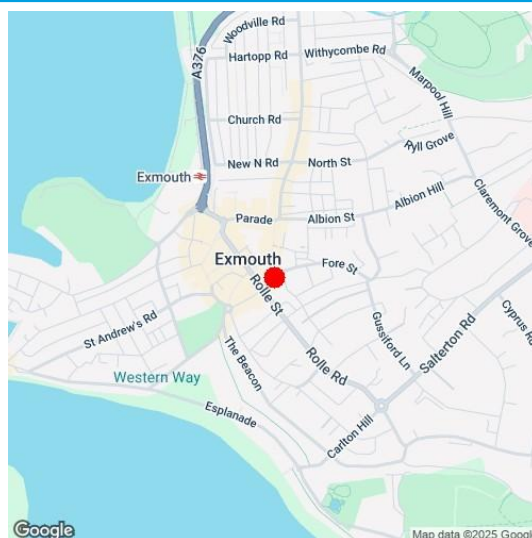 Woodville Rd
A376
Hartopp Rd
Withycombe Rd
Marpool Hill
Church Rd
Ryll Grove
New N Rd
North St
Exmouth
Claremont Grove
Albion Hill
Parade
Albion St
Exmouth
Fore St
Rolle St
Cyprus Rd
St Andrew's Rd
Gussiford Ln
Salterton Rd
The Beacon
Rolle Rd
Western Way
Esplanade
Carlton Hill
Google
Map data ©2025 Google